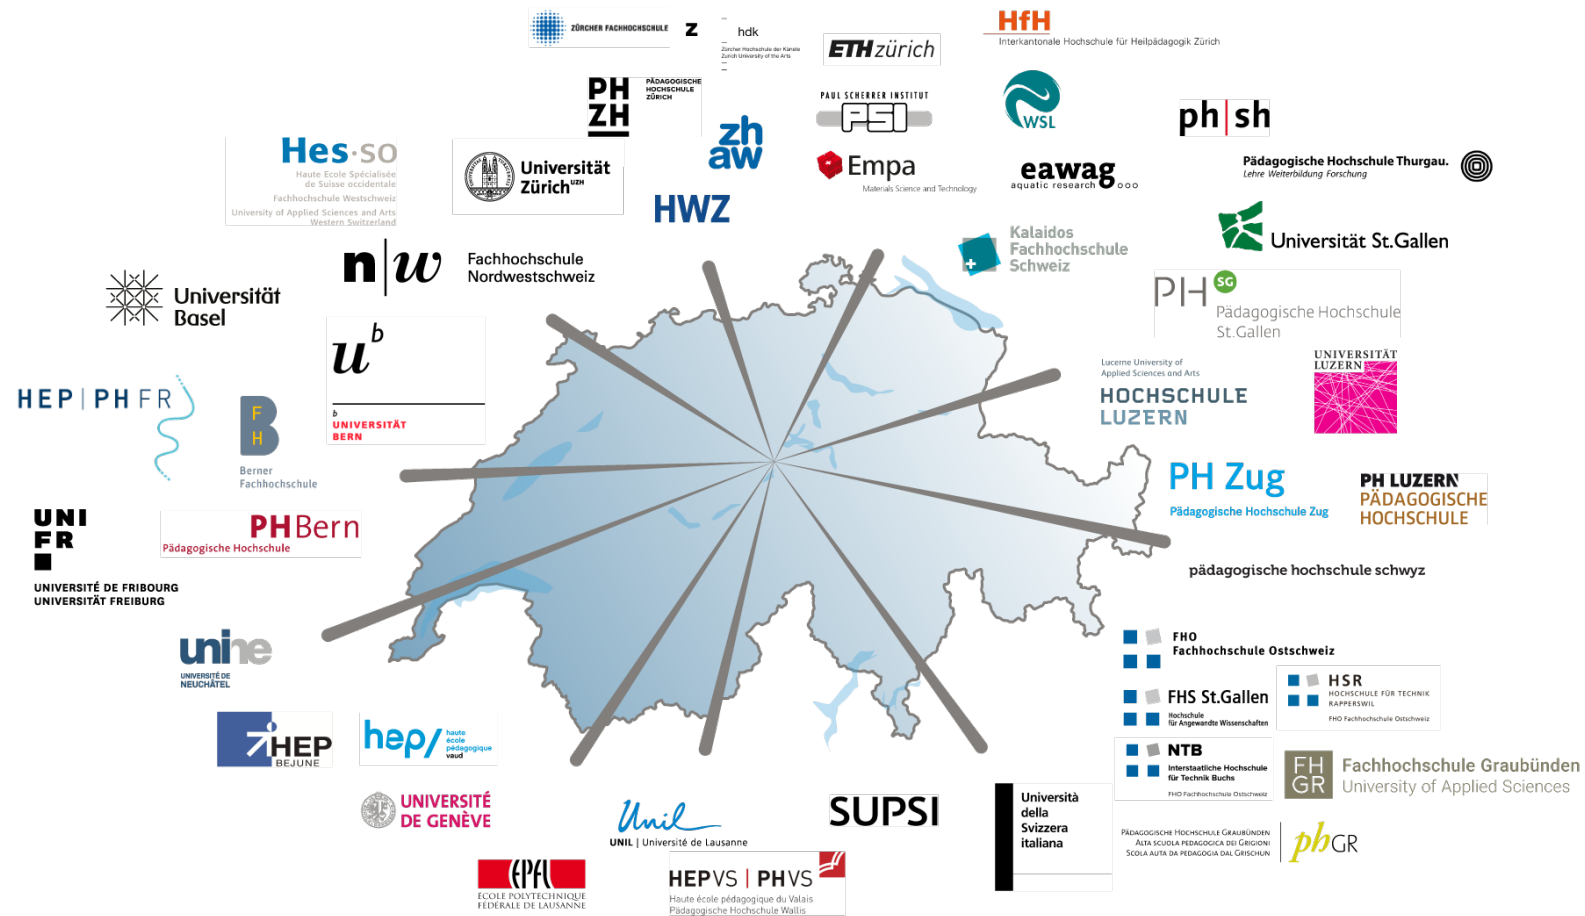 ZÜRCHER FACHHOCHSCHULE
z
hdk
Zürcher Hochschule der Künste
Zurich University of the Arts
ETH zürich
HfH
Interkantonale Hochschule für Heilpädagogik Zürich
PH
ZH
PÄDAGOGISCHE
HOCHSCHULE
ZÜRICH
zh
aw
PAUL SCHERRER INSTITUT
PSI
WSL
ph|sh
Hes·so
Haute Ecole Spécialisée
de Suisse occidentale
Fachhochschule Westschweiz
University of Applied Sciences and Arts
Western Switzerland
Universität
Zürich UZH
HWZ
Empa
Materials Science and Technology
eawag
aquatic research
Pädagogische Hochschule Thurgau.
Lehre Weiterbildung Forschung
n|w
Fachhochschule
Nordwestschweiz
Kalaidos
Fachhochschule
Schweiz
Universität St.Gallen
Universität
Basel
PH SG
Pädagogische Hochschule
St.Gallen
u b
b
UNIVERSITÄT
BERN
Lucerne University of
Applied Sciences and Arts
HOCHSCHULE
LUZERN
UNIVERSITÄT
LUZERN
HEP | PH FR
F
H
B
Berner
Fachhochschule
PH Zug
Pädagogische Hochschule Zug
PH LUZERN
PÄDAGOGISCHE
HOCHSCHULE
UNI
FR
UNIVERSITÉ DE FRIBOURG
UNIVERSITÄT FREIBURG
PHBern
Pädagogische Hochschule
pädagogische hochschule schwyz
unine
UNIVERSITÉ DE
NEUCHÂTEL
FHO
Fachhochschule Ostschweiz
FHS St.Gallen
Hochschule
für Angewandte Wissenschaften
HSR
HOCHSCHULE FÜR TECHNIK
RAPPERSWIL
FHO Fachhochschule Ostschweiz
HEP
BEJUNE
hep/
haute
école
pédagogique
vaud
NTB
Interstaatliche Hochschule
für Technik Buchs
FHO Fachhochschule Ostschweiz
FH
GR
Fachhochschule Graubünden
University of Applied Sciences
UNIVERSITÉ
DE GENÈVE
Unil
UNIL | Université de Lausanne
SUPSI
Università
della
Svizzera
italiana
PÄDAGOGISCHE HOCHSCHULE GRAUBÜNDEN
ALTA SCUOLA PEDAGOGICA DEI GRIGIONI
SCOLA AUTA DA PEDAGOGIA DAL GRISCHUN
phGR
EPFL
ÉCOLE POLYTECHNIQUE
FÉDÉRALE DE LAUSANNE
HEPVS | PHVS
Haute école pédagogique du Valais
Pädagogische Hochschule Wallis